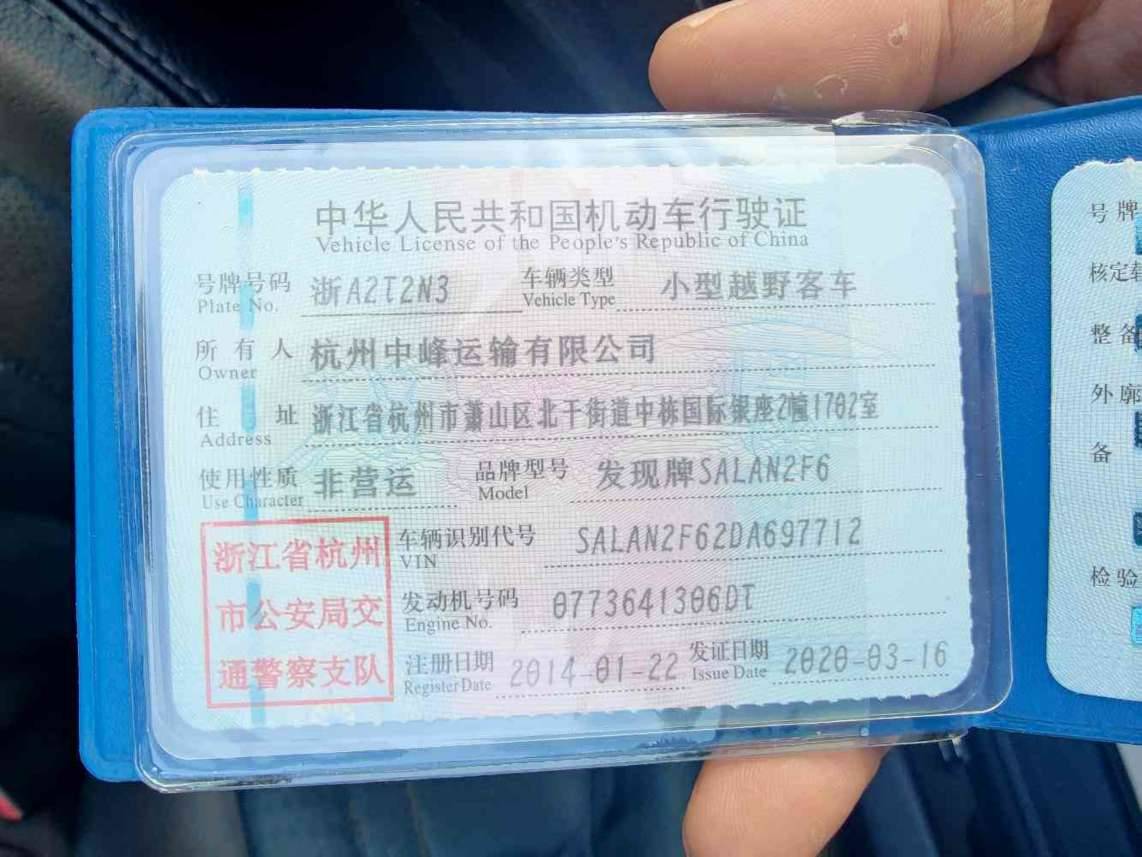 中华人民共和国机动车行驶证
Vehicle License of the People's Republic of China
号牌号码 浙A2T2N3 车辆类型 小型越野客车
Plate No. Vehicle Type
所有人 杭州中峰运输有限公司
Owner
住址 浙江省杭州市萧山区北干街道中栋国际银座2幢1702室
Address
使用性质 非营运 品牌型号 发现牌SALAN2F6
Use Character Model
浙江省杭州
市公安局交
通警察支队
车辆识别代号 SALAN2F62DA697712
VIN
发动机号码 0773641306DT
Engine No.
注册日期 2014-01-22 发证日期 2020-03-16
Register Date Issue Date
号牌
核定载
整备
外廓
备
检验